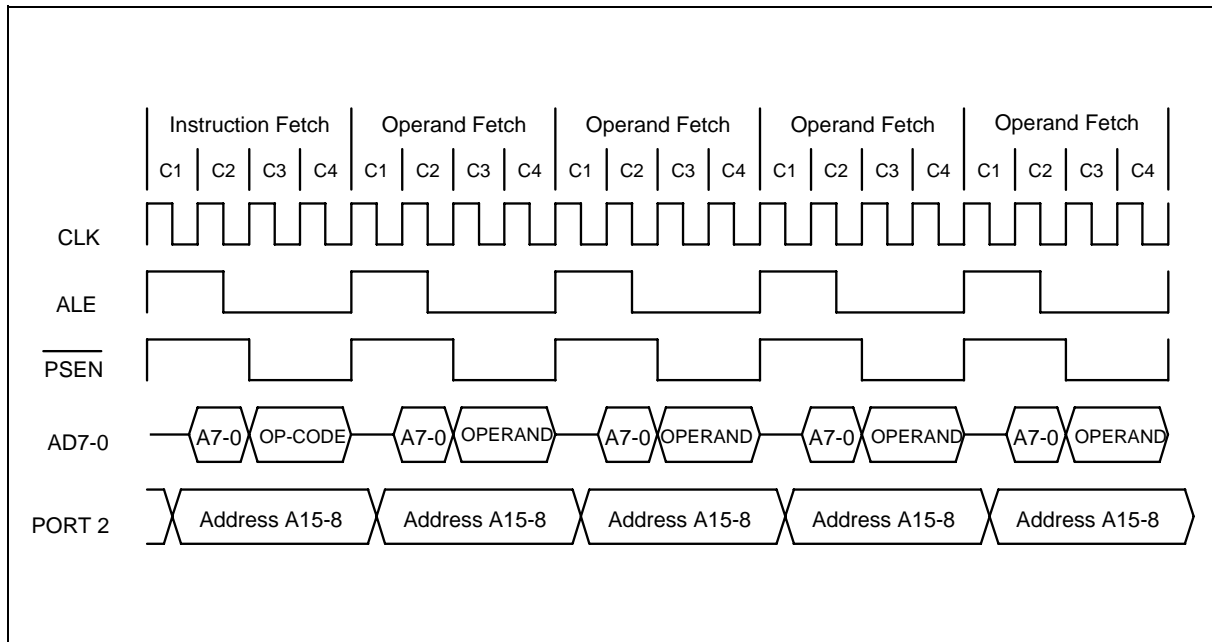 Instruction Fetch Operand Fetch Operand Fetch Operand Fetch Operand Fetch
C1 C2 C3 C4 C1 C2 C3 C4 C1 C2 C3 C4 C1 C2 C3 C4 C1 C2 C3 C4
CLK
ALE
PSEN
AD7-0 A7-0 OP-CODE A7-0 OPERAND A7-0 OPERAND A7-0 OPERAND A7-0 OPERAND
PORT 2 Address A15-8 Address A15-8 Address A15-8 Address A15-8 Address A15-8